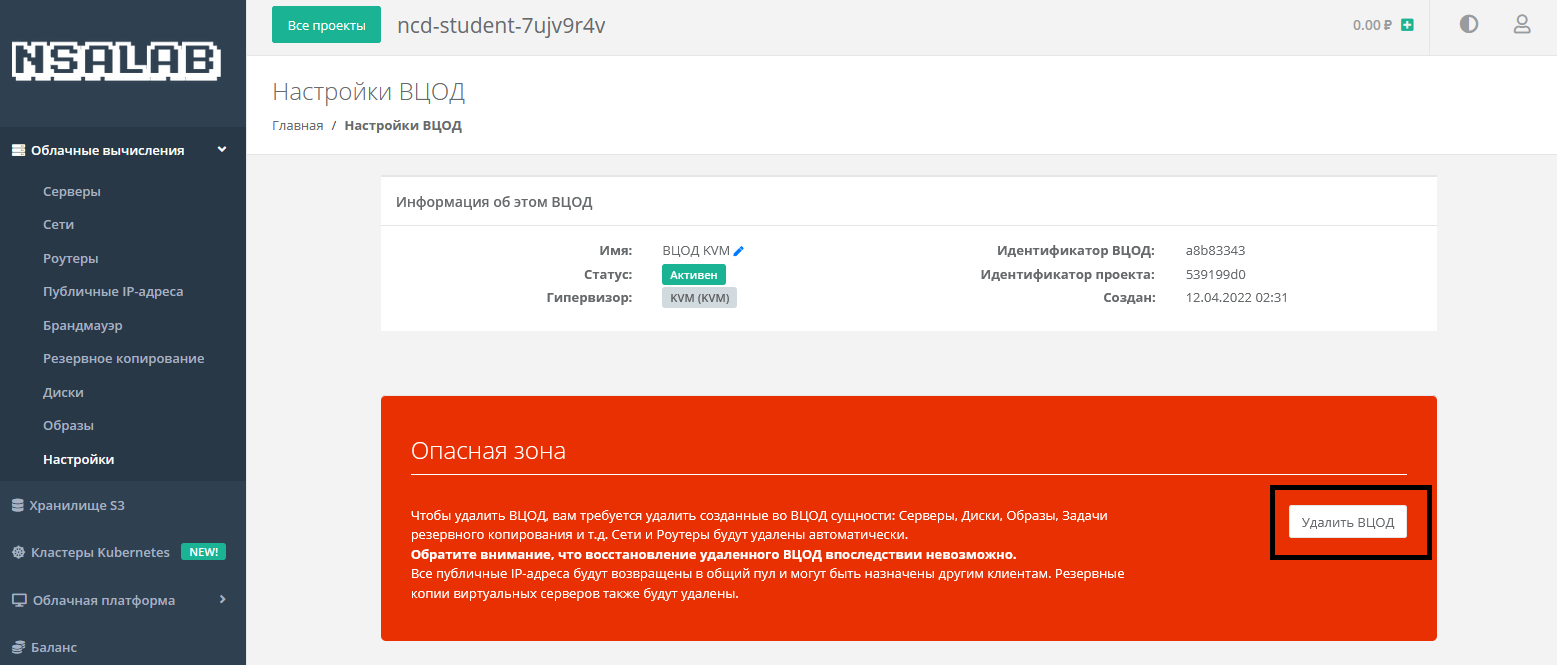 NSALAB
Все проекты
ncd-student-7ujv9r4v
0.00 ₽
Облачные вычисления
Серверы
Сети
Роутеры
Публичные IP-адреса
Брандмауэр
Резервное копирование
Диски
Образы
Настройки
Хранилище S3
Кластеры Kubernetes NEW!
Облачная платформа
Баланс
Настройки ВЦОД
Главная / Настройки ВЦОД
Информация об этом ВЦОД
Имя: ВЦОД KVM
Статус: Активен
Гипервизор: KVM (KVM)
Идентификатор ВЦОД: a8b83343
Идентификатор проекта: 539199d0
Создан: 12.04.2022 02:31
Опасная зона
Чтобы удалить ВЦОД, вам требуется удалить созданные во ВЦОД сущности: Серверы, Диски, Образы, Задачи
резервного копирования и т.д. Сети и Роутеры будут удалены автоматически.
Обратите внимание, что восстановление удаленного ВЦОД впоследствии невозможно.
Все публичные IP-адреса будут возвращены в общий пул и могут быть назначены другим клиентам. Резервные
копии виртуальных серверов также будут удалены.
Удалить ВЦОД